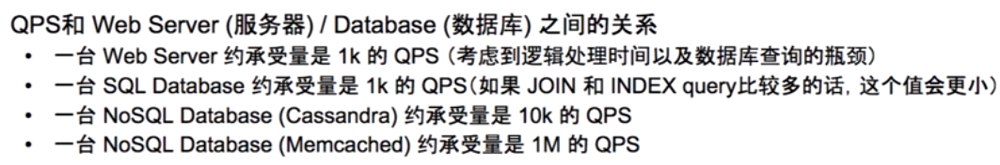 QPS和 Web Server (服务器) / Database (数据库) 之间的关系
• 一台 Web Server 约承受量是 1k 的 QPS（考虑到逻辑处理时间以及数据库查询的瓶颈）
• 一台 SQL Database 约承受量是 1k 的 QPS（如果 JOIN 和 INDEX query比较多的话，这个值会更小）
• 一台 NoSQL Database (Cassandra) 约承受量是 10k 的 QPS
• 一台 NoSQL Database (Memcached) 约承受量是 1M 的 QPS